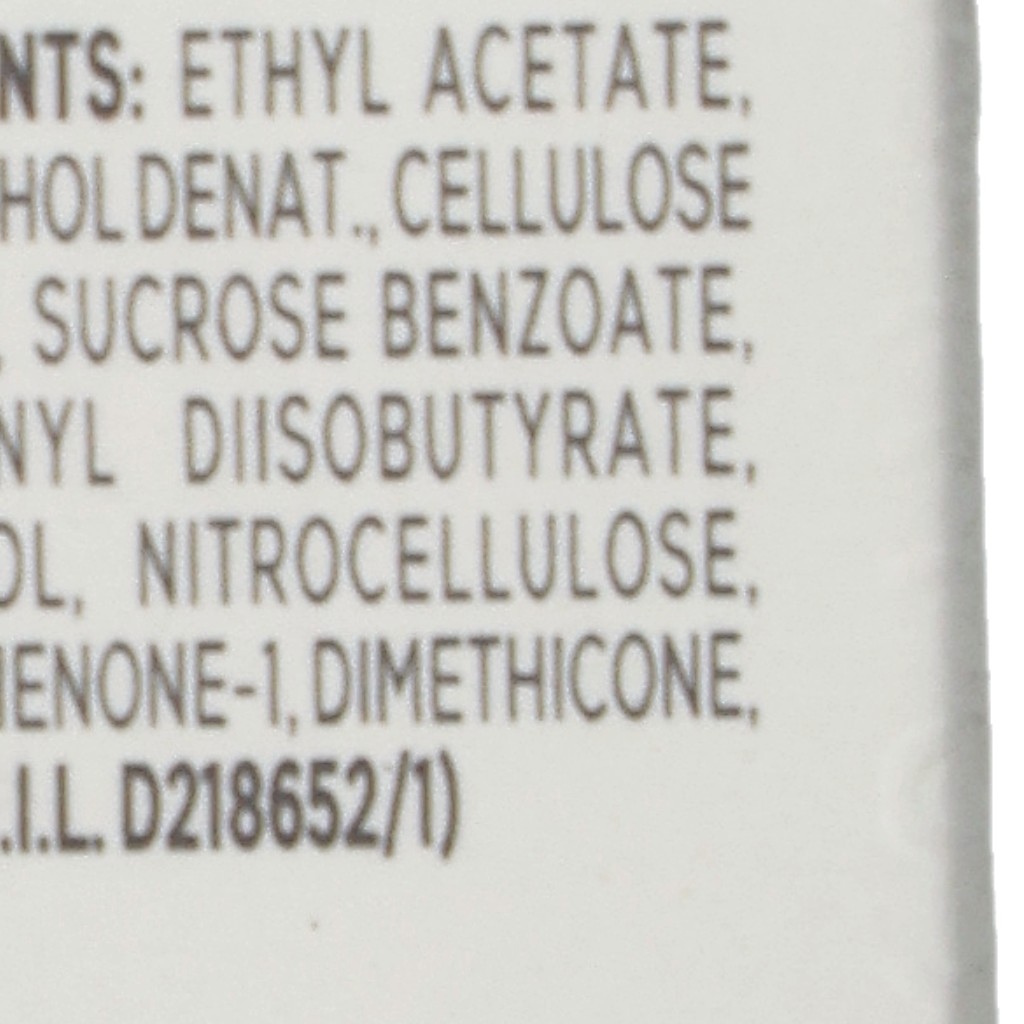 NTS: ETHYL ACETATE,
HOL DENAT., CELLULOSE
, SUCROSE BENZOATE,
NYL DIISOBUTYRATE,
OL, NITROCELLULOSE,
ENONE-1, DIMETHICONE,
.I.L. D218652/1)